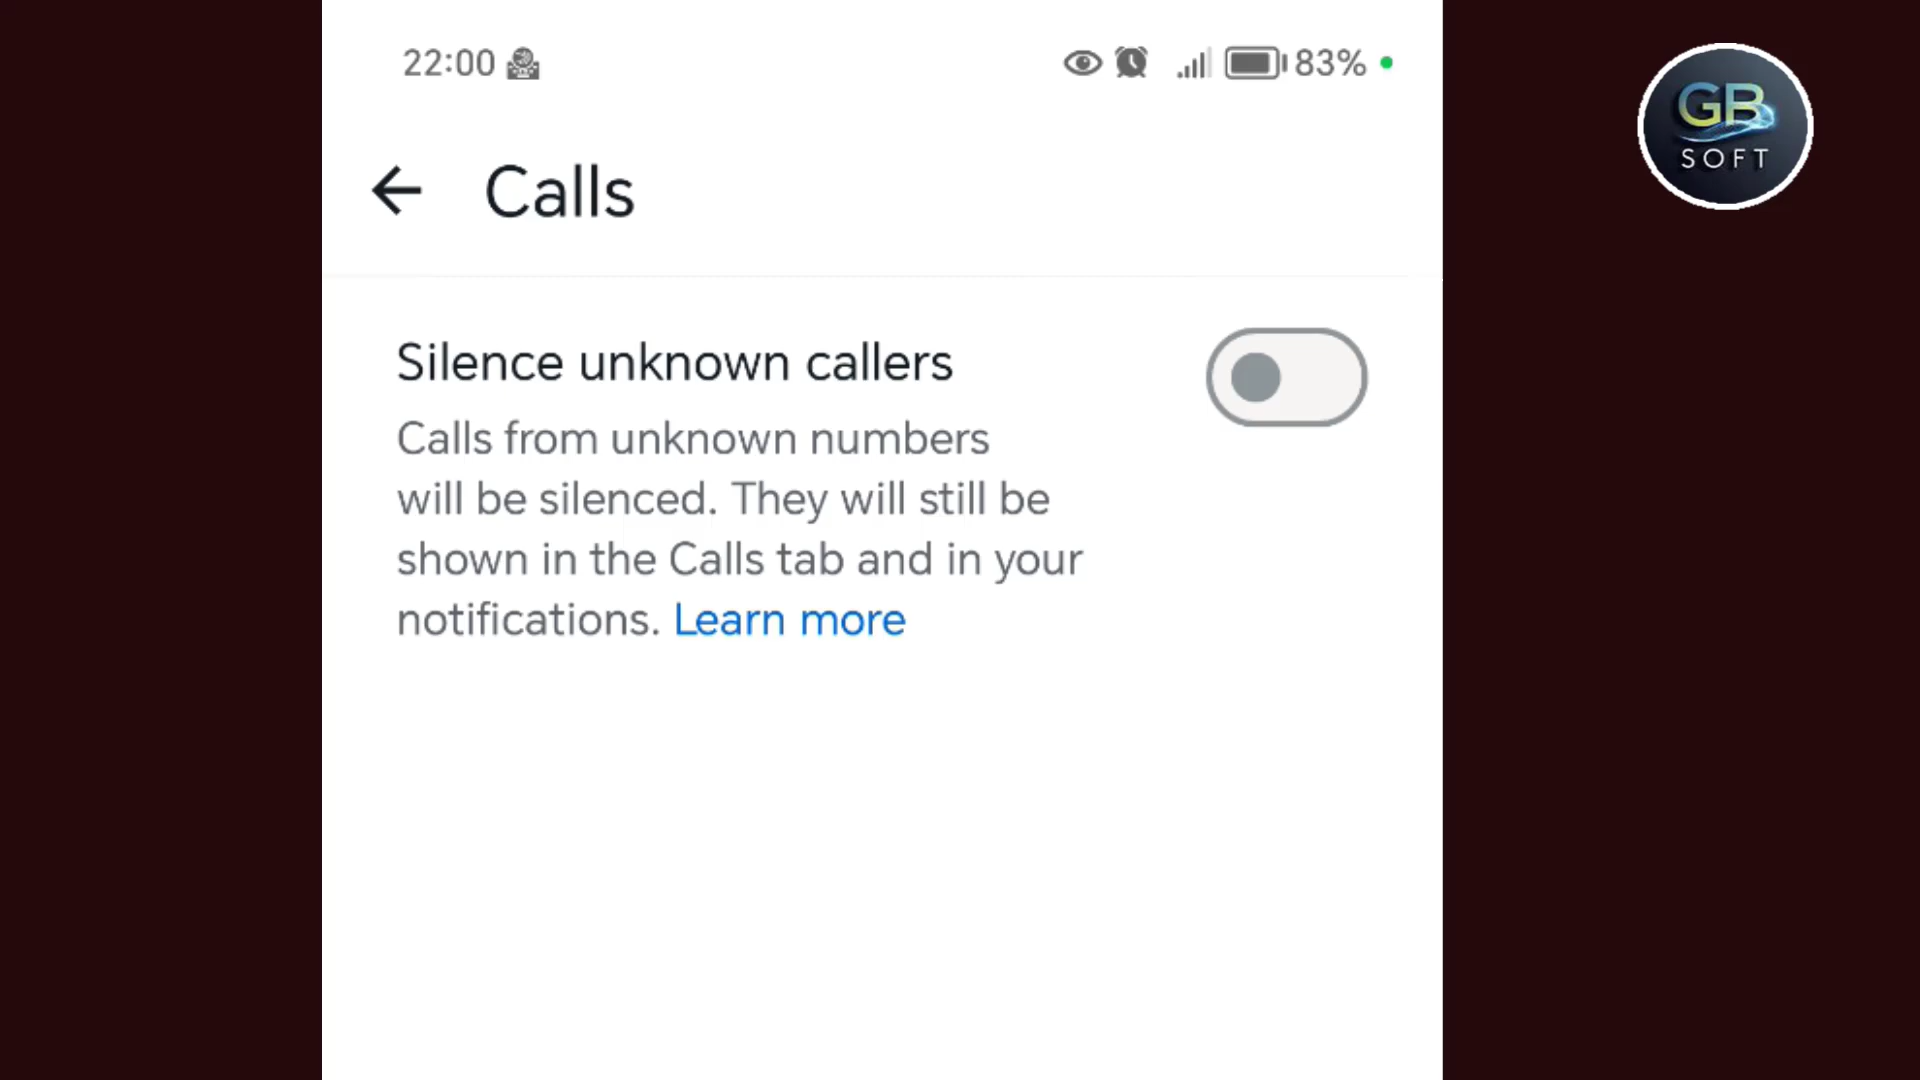 22:00
83%
GB
SOFT
Calls
Silence unknown callers
Calls from unknown numbers
will be silenced. They will still be
shown in the Calls tab and in your
notifications. Learn more